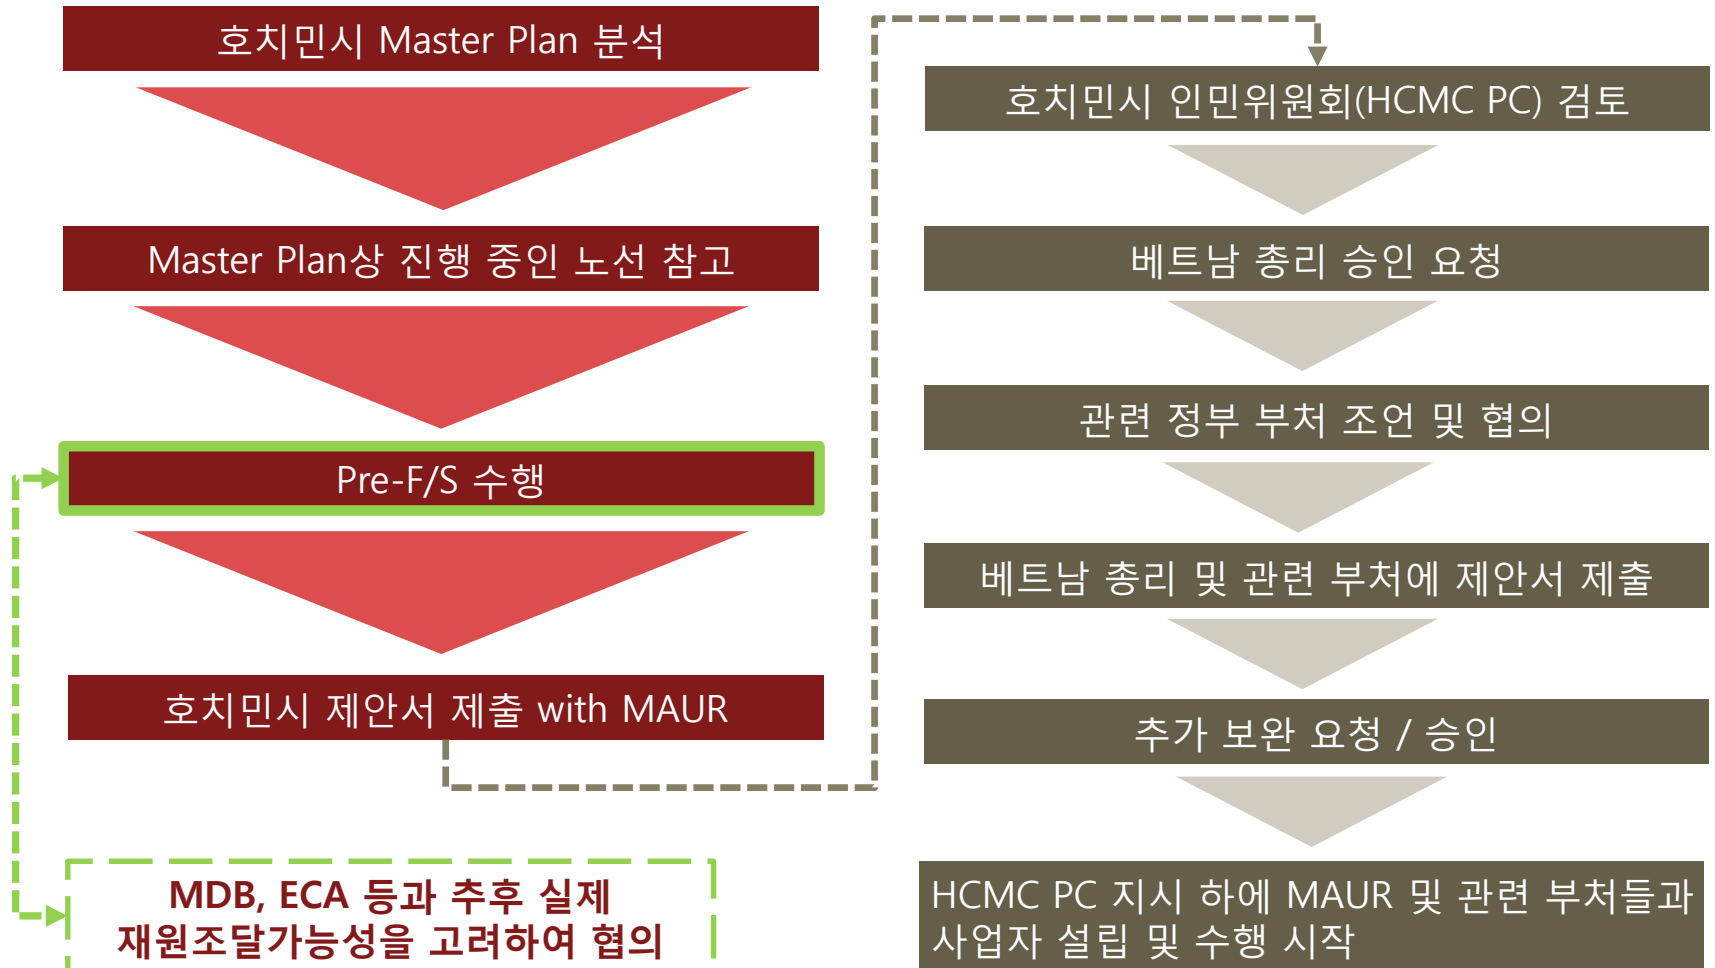 호치민시 Master Plan 분석
Master Plan상 진행 중인 노선 참고
Pre-F/S 수행
호치민시 제안서 제출 with MAUR
MDB, ECA 등과 추후 실제
재원조달가능성을 고려하여 협의
호치민시 인민위원회(HCMC PC) 검토
베트남 총리 승인 요청
관련 정부 부처 조언 및 협의
베트남 총리 및 관련 부처에 제안서 제출
추가 보완 요청 / 승인
HCMC PC 지시 하에 MAUR 및 관련 부처들과
사업자 설립 및 수행 시작